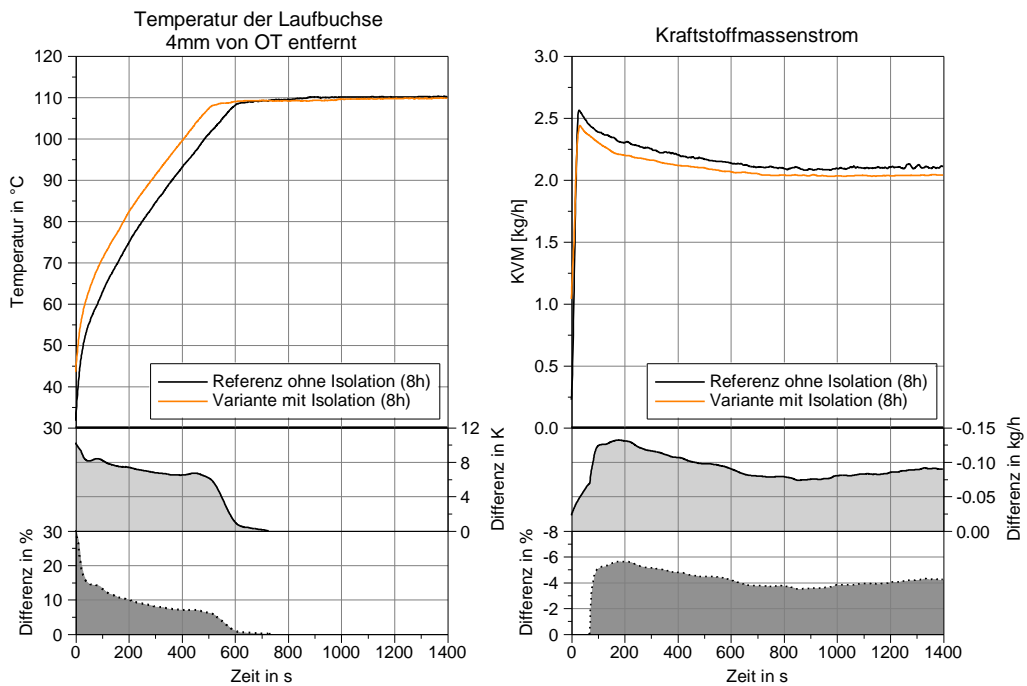 Temperatur der Laufbuchse
4mm von OT entfernt
120
110
100
90
80
70
60
50
40
30
Temperatur in °C
Referenz ohne Isolation (8h)
Variante mit Isolation (8h)
12
8
4
0
Differenz in K
30
20
10
0
Differenz in %
0 200 400 600 800 1000 1200 1400
Zeit in s
Kraftstoffmassenstrom
3.0
2.5
2.0
1.5
1.0
0.5
0.0
KVM [kg/h]
Referenz ohne Isolation (8h)
Variante mit Isolation (8h)
-0.15
-0.10
-0.05
0.00
Differenz in kg/h
-8
-6
-4
-2
0
Differenz in %
0 200 400 600 800 1000 1200 1400
Zeit in s